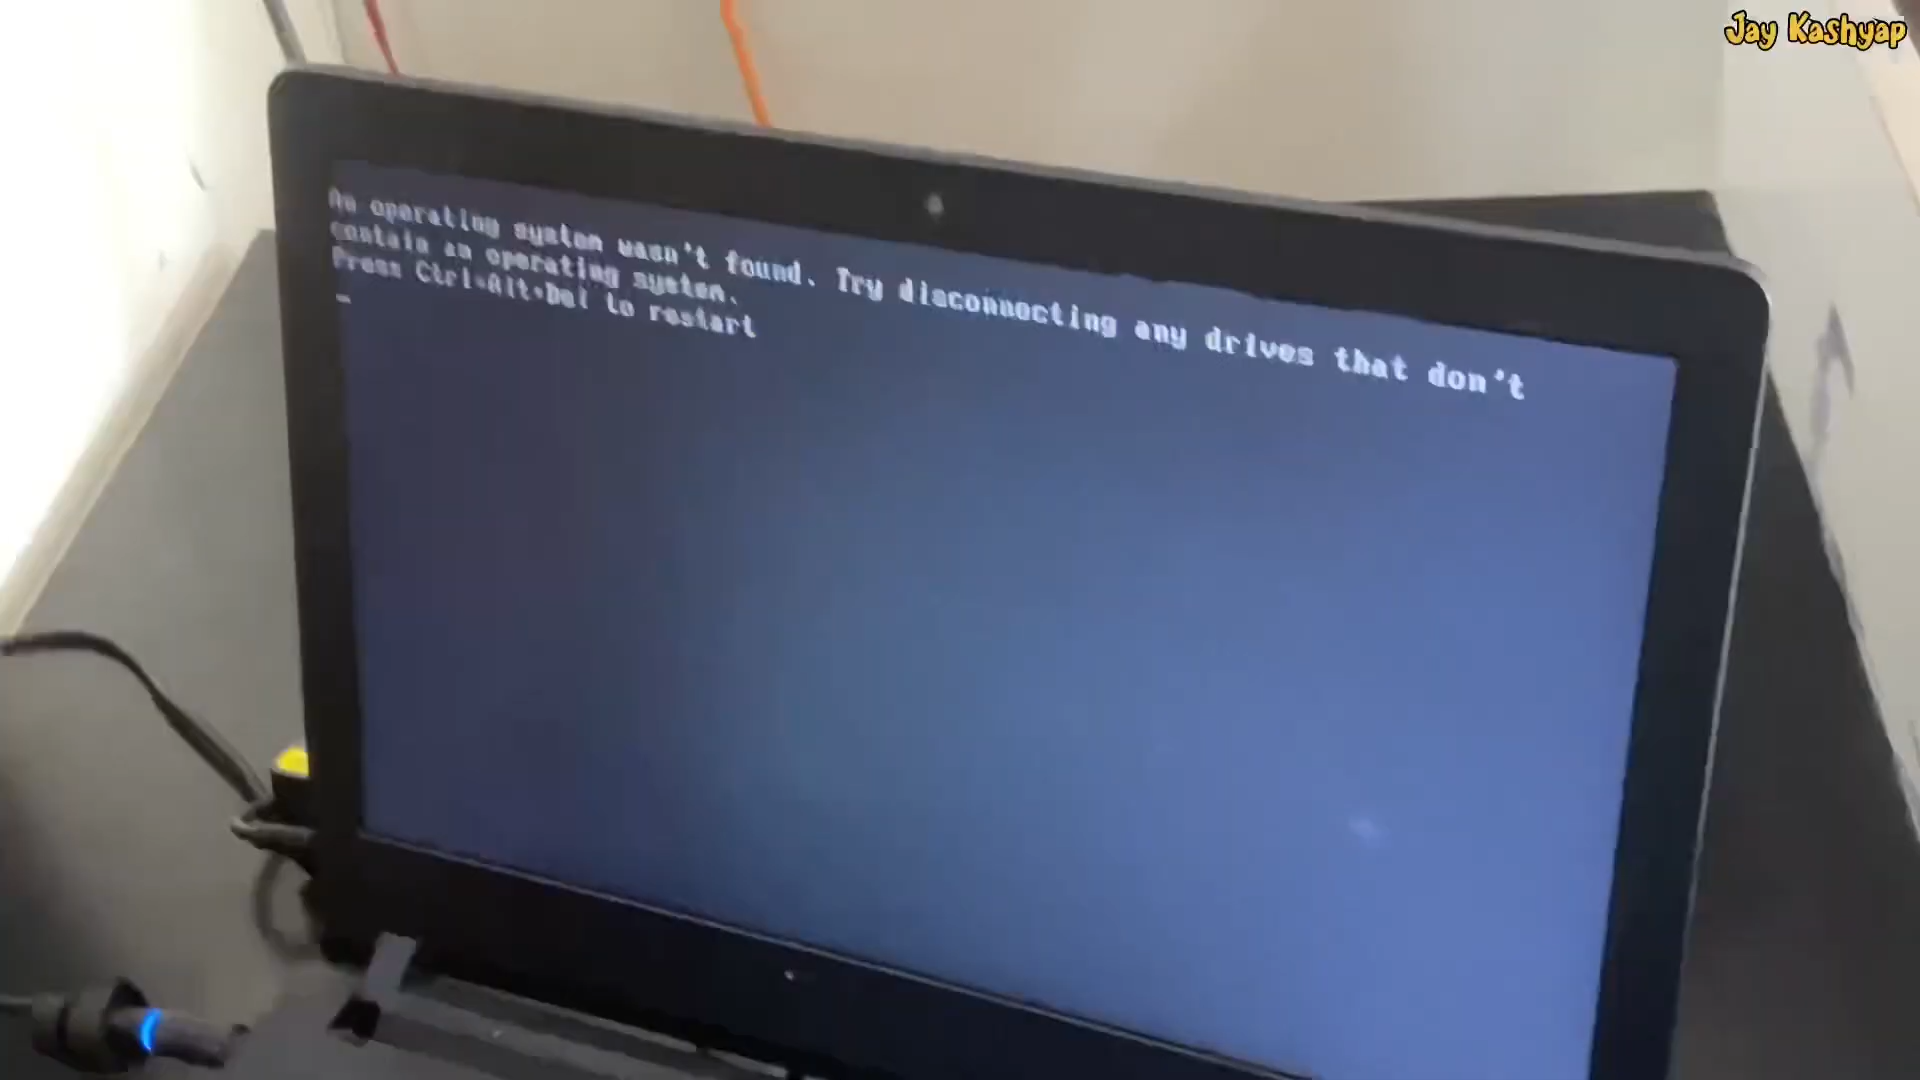 Jay Kashyap
An operating system wasn't found. Try disconnecting any drives that don't
contain an operating system.
Press Ctrl+Alt+Del to restart